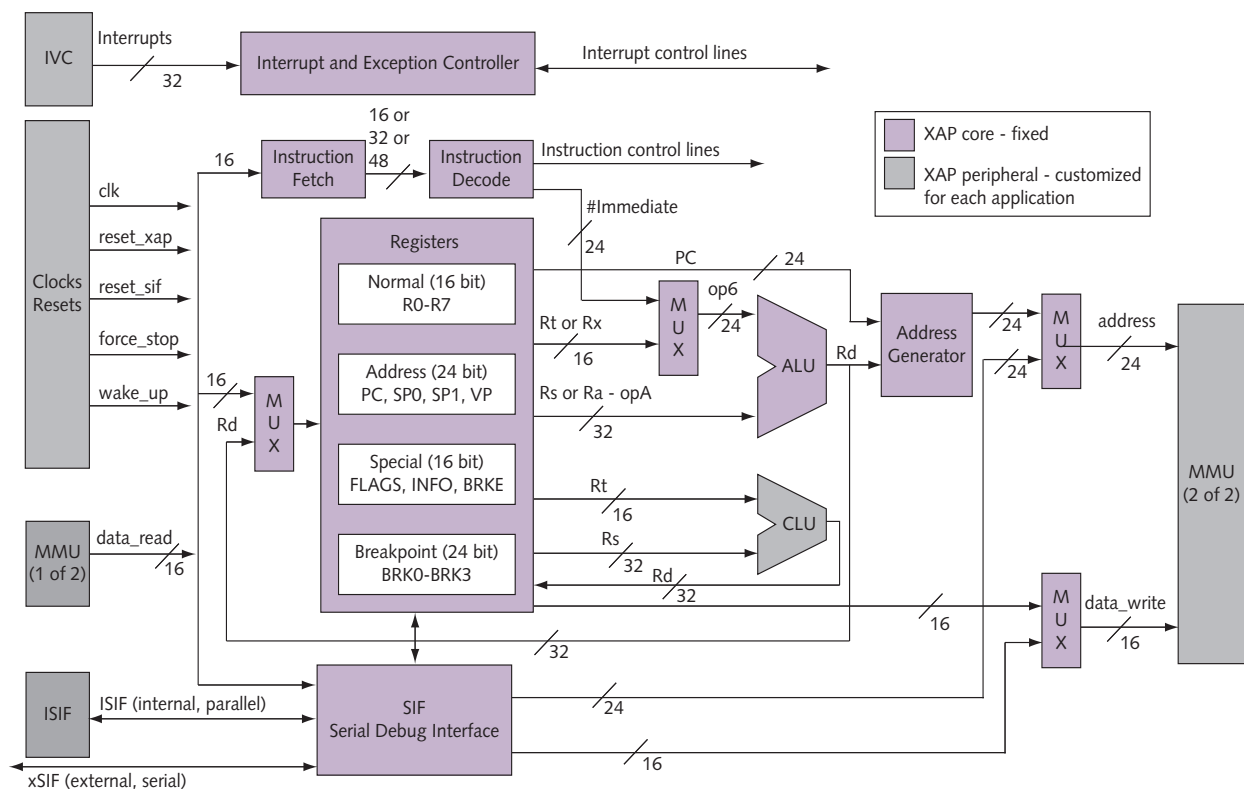 IVC
Interrupts
32
Interrupt and Exception Controller
Interrupt control lines
XAP core - fixed
XAP peripheral - customized
for each application
Clocks
Resets
clk
reset_xap
reset_sif
force_stop
wake_up
16
Instruction
Fetch
16 or
32 or
48
Instruction
Decode
Instruction control lines
#Immediate
24
Registers
Normal (16 bit)
R0-R7
Address (24 bit)
PC, SP0, SP1, VP
Special (16 bit)
FLAGS, INFO, BRKE
Breakpoint (24 bit)
BRK0-BRK3
16
Rd
M
U
X
PC
24
Rt or Rx
16
M
U
X
op6
24
Rs or Ra - opA
32
ALU
Rd
Address
Generator
24
24
M
U
X
address
24
MMU
(2 of 2)
Rt
16
Rs
32
CLU
Rd
32
MMU
(1 of 2)
data_read
16
16
M
U
X
data_write
16
32
ISIF
ISIF (internal, parallel)
SIF
Serial Debug Interface
24
16
xSIF (external, serial)